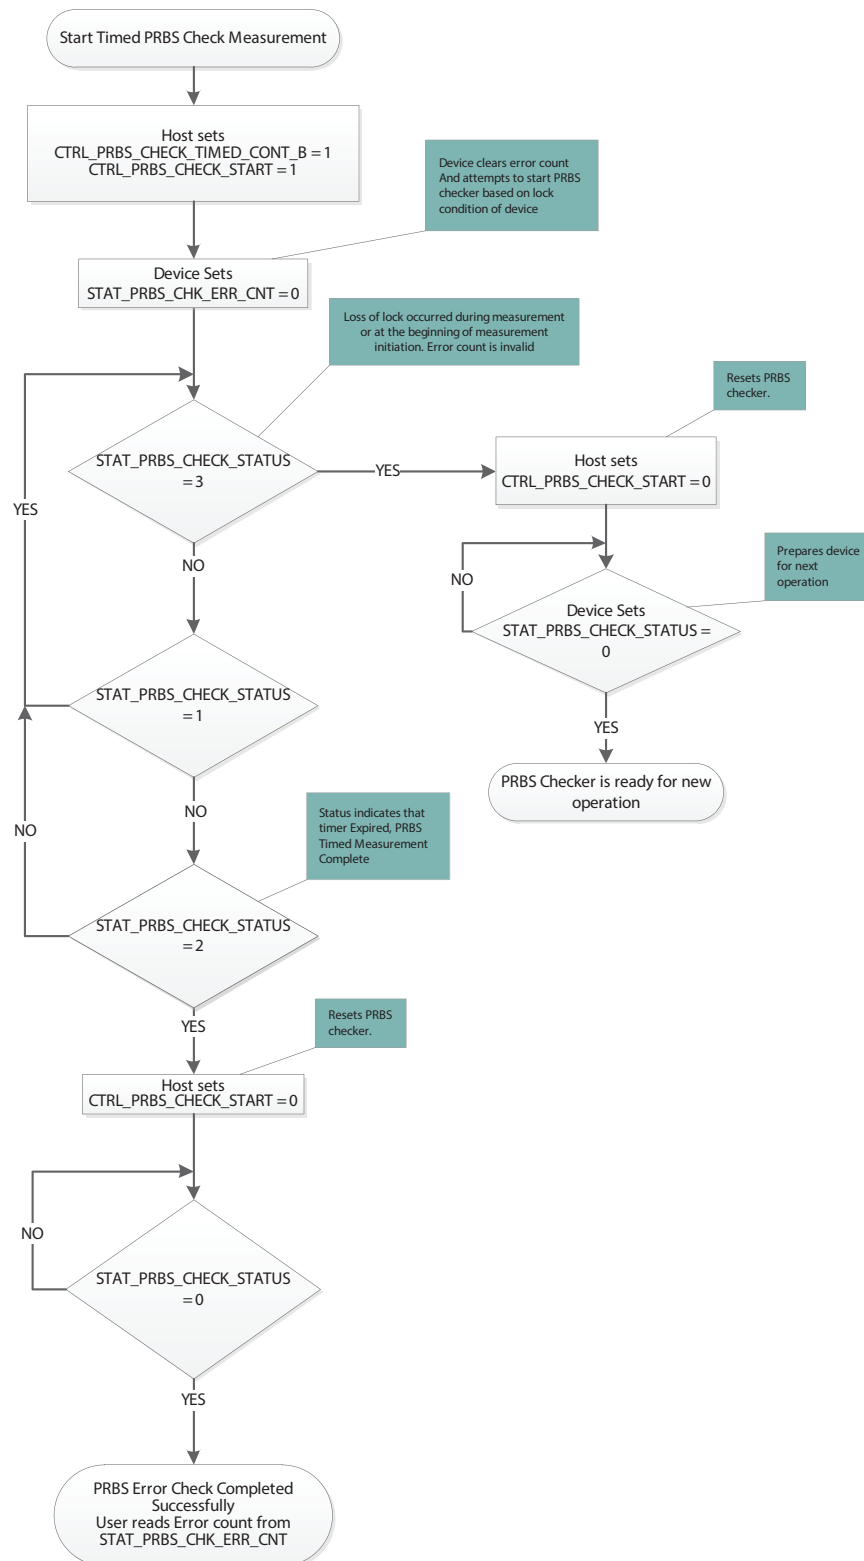 Start Timed PRBS Check Measurement
Host sets
CTRL_PRBS_CHECK_TIMED_CONT_B = 1
CTRL_PRBS_CHECK_START = 1
Device clears error count
And attempts to start PRBS
checker based on lock
condition of device
Device Sets
STAT_PRBS_CHK_ERR_CNT = 0
Loss of lock occurred during measurement
or at the beginning of measurement
initiation. Error count is invalid
Resets PRBS
checker.
STAT_PRBS_CHECK_STATUS
= 3
YES
Host sets
CTRL_PRBS_CHECK_START = 0
YES
NO
NO
Prepares device
for next
operation
Device Sets
STAT_PRBS_CHECK_STATUS =
0
STAT_PRBS_CHECK_STATUS
= 1
YES
PRBS Checker is ready for new
operation
NO
NO
Status indicates that
timer Expired, PRBS
Timed Measurement
Complete
STAT_PRBS_CHECK_STATUS
= 2
YES
Resets PRBS
checker.
Host sets
CTRL_PRBS_CHECK_START = 0
NO
STAT_PRBS_CHECK_STATUS
= 0
YES
PRBS Error Check Completed
Successfully
User reads Error count from
STAT_PRBS_CHK_ERR_CNT